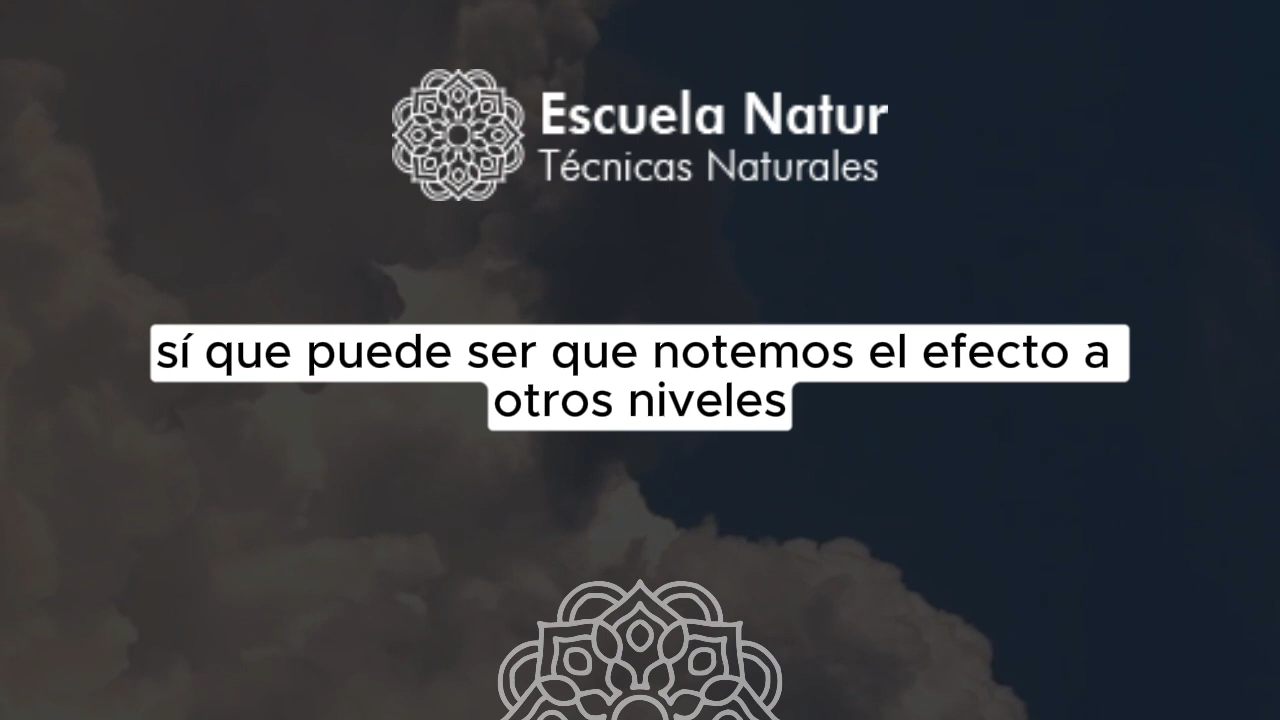 Escuela Natur
Técnicas Naturales
sí que puede ser que notemos el efecto a
otros niveles